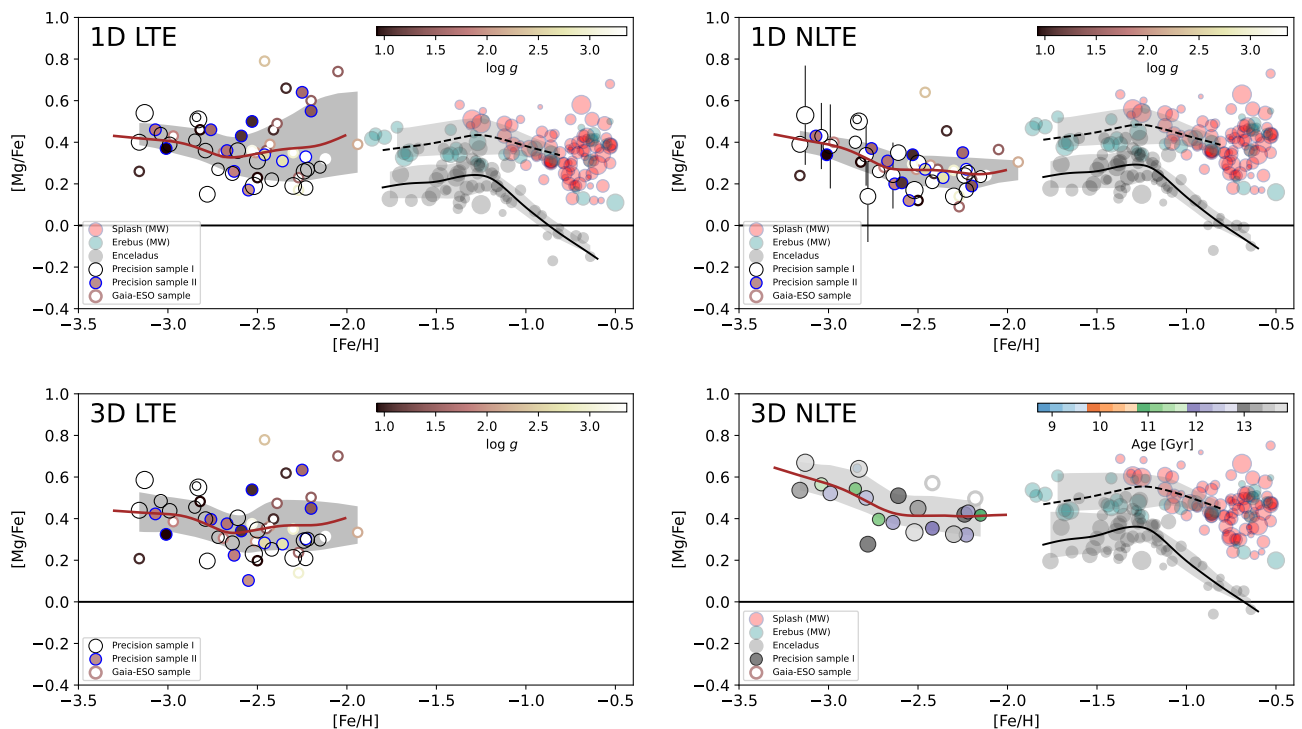 1D LTE
1.0 1.5 2.0 2.5 3.0
log g
[Mg/Fe]
1.0
0.8
0.6
0.4
0.2
0.0
−0.2
−0.4
Splash (MW)
Erebus (MW)
Enceladus
Precision sample I
Precision sample II
Gaia-ESO sample
−3.5 −3.0 −2.5 −2.0 −1.5 −1.0 −0.5
[Fe/H]
1D NLTE
1.0 1.5 2.0 2.5 3.0
log g
[Mg/Fe]
1.0
0.8
0.6
0.4
0.2
0.0
−0.2
−0.4
Splash (MW)
Erebus (MW)
Enceladus
Precision sample I
Precision sample II
Gaia-ESO sample
−3.5 −3.0 −2.5 −2.0 −1.5 −1.0 −0.5
[Fe/H]
3D LTE
1.0 1.5 2.0 2.5 3.0
log g
[Mg/Fe]
1.0
0.8
0.6
0.4
0.2
0.0
−0.2
−0.4
Precision sample I
Precision sample II
Gaia-ESO sample
−3.5 −3.0 −2.5 −2.0 −1.5 −1.0 −0.5
[Fe/H]
3D NLTE
9 10 11 12 13
Age [Gyr]
[Mg/Fe]
1.0
0.8
0.6
0.4
0.2
0.0
−0.2
−0.4
Splash (MW)
Erebus (MW)
Enceladus
Precision sample I
Gaia-ESO sample
−3.5 −3.0 −2.5 −2.0 −1.5 −1.0 −0.5
[Fe/H]